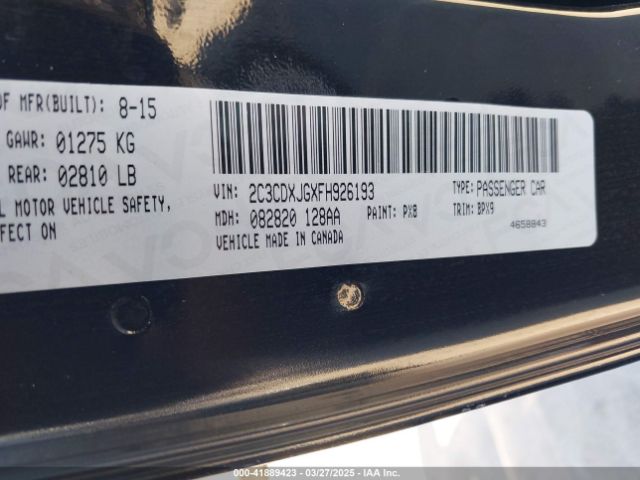 OF MFR(BUILT): 8-15
GAWR: 01275 KG
REAR: 02810 LB
L MOTOR VEHICLE SAFETY,
FFECT ON
VIN: 2C3CDXJGXFH926193
TYPE: PASSENGER CAR
MDH: 082820 128AA
PAINT: PX8
TRIM: BPX9
VEHICLE MADE IN CANADA
4658843
00-41889423 — 03/27/2025 — IAA Inc.